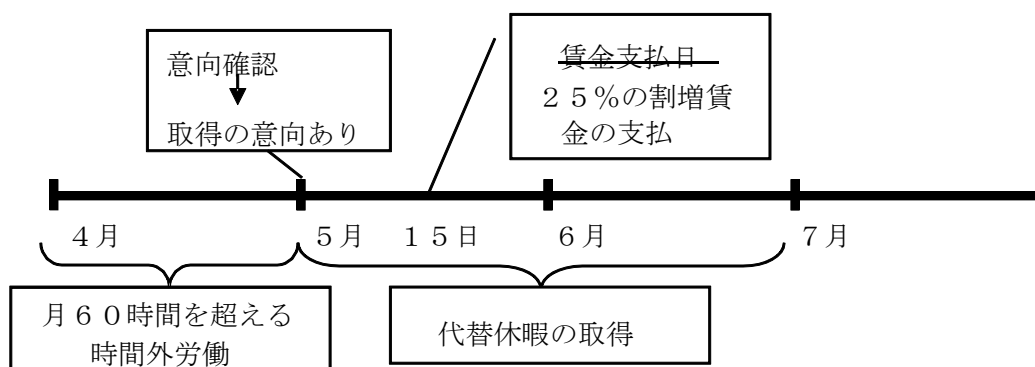 意向確認
取得の意向あり
賃金支払日
２５％の割増賃
金の支払
４月
５月
１５日
６月
７月
月６０時間を超える
時間外労働
代替休暇の取得